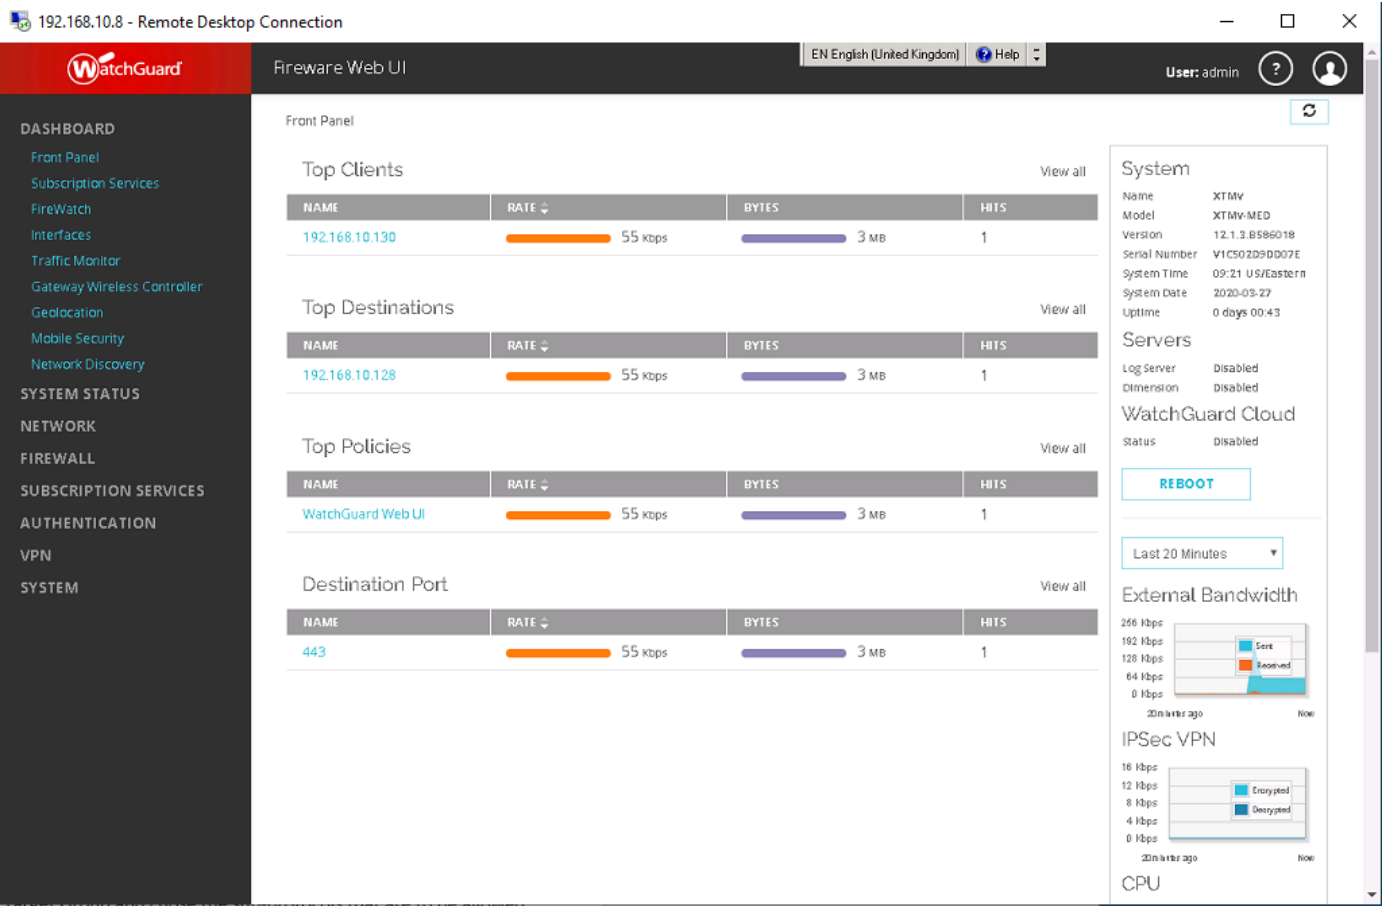 192.168.10.8 - Remote Desktop Connection
WatchGuard
Fireware Web UI
EN English (United Kingdom)
Help
User: admin
?
DASHBOARD
Front Panel
Subscription Services
FireWatch
Interfaces
Traffic Monitor
Gateway Wireless Controller
Geolocation
Mobile Security
Network Discovery
SYSTEM STATUS
NETWORK
FIREWALL
SUBSCRIPTION SERVICES
AUTHENTICATION
VPN
SYSTEM
Front Panel
Top Clients View all
NAME RATE BYTES HITS
192.168.10.130 55 Kbps 3 MB 1
Top Destinations View all
NAME RATE BYTES HITS
192.168.10.128 55 Kbps 3 MB 1
Top Policies View all
NAME RATE BYTES HITS
WatchGuard Web UI 55 Kbps 3 MB 1
Destination Port View all
NAME RATE BYTES HITS
443 55 Kbps 3 MB 1
System
Name XTMv
Model XTMv-MED
Version 12.1.3.B586018
Serial Number V1C502D9DD07E
System Time 09:21 US/Eastern
System Date 2020-03-27
Uptime 0 days 00:43
Servers
Log Server Disabled
Dimension Disabled
WatchGuard Cloud
Status Disabled
REBOOT
Last 20 Minutes
External Bandwidth
256 Kbps
192 Kbps
128 Kbps
64 Kbps
0 Kbps
Sent
Received
20 minutes ago Now
IPSec VPN
16 Kbps
12 Kbps
8 Kbps
4 Kbps
0 Kbps
Encrypted
Decrypted
20 minutes ago Now
CPU